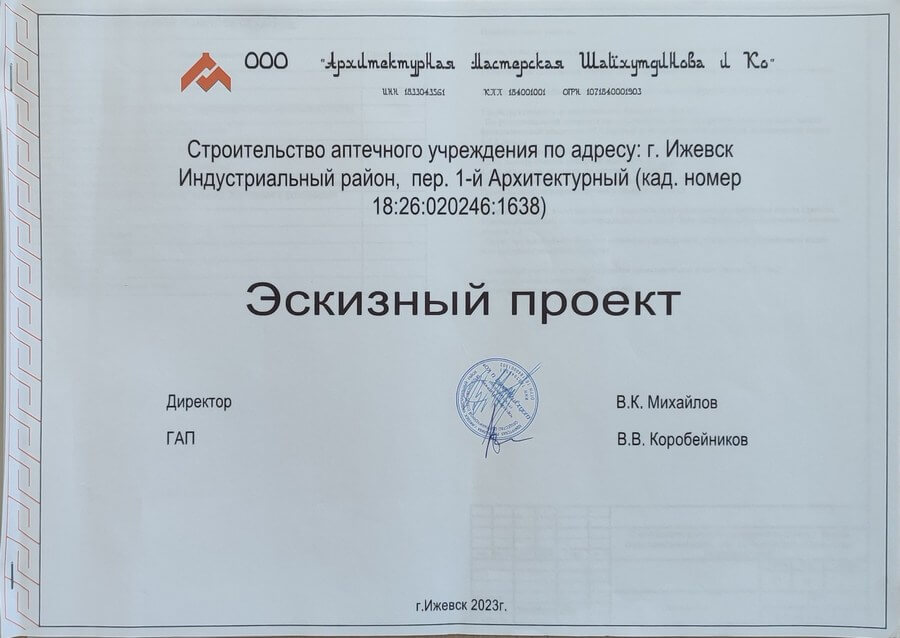 ООО "Архитектурная Мастерская Шайхутдинова и Ко"
ИНН 1833043561 КПП 184001001 ОГРН 1071840001903
Строительство аптечного учреждения по адресу: г. Ижевск
Индустриальный район, пер. 1-й Архитектурный (кад. номер
18:26:020246:1638)
Эскизный проект
Директор В.К. Михайлов
ГАП В.В. Коробейников
г.Ижевск 2023г.